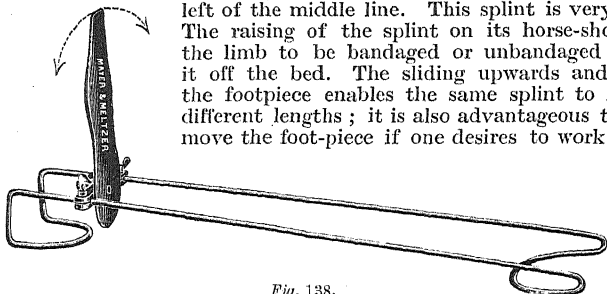 left of the middle line. This splint is very
The raising of the splint on its horse-sho
the limb to be bandaged or unbandaged
it off the bed. The sliding upwards and
the footpiece enables the same splint to
different lengths ; it is also advantageous t
move the foot-piece if one desires to work
MAYER & MELTZER
Fig. 138.